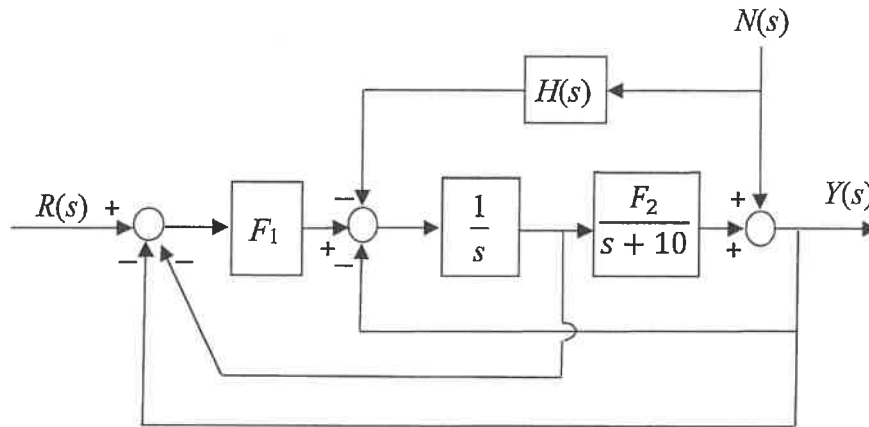 N(s)
H(s)
R(s) + − −
F₁
− + −
1/s
F₂/(s + 10)
+ +
Y(s)